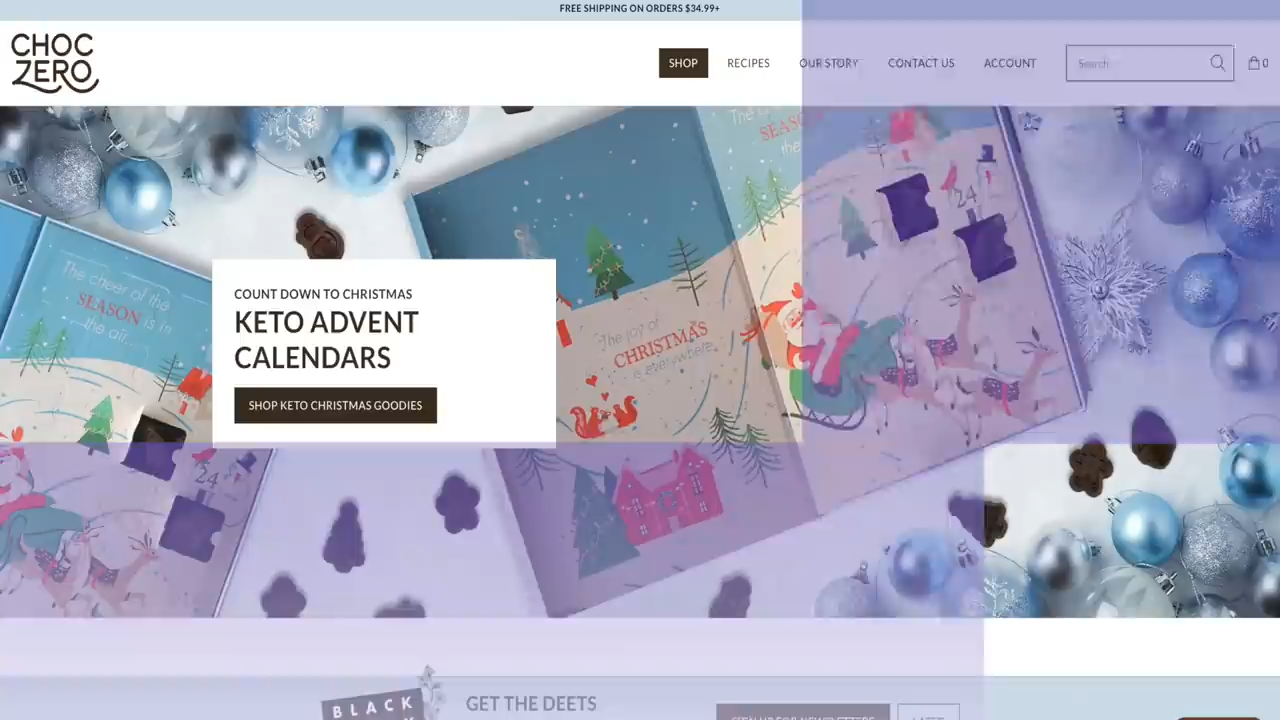 FREE SHIPPING ON ORDERS $34.99+
CHOC
ZERO
SHOP
RECIPES
OUR STORY
CONTACT US
ACCOUNT
Search
0
The cheer of the
SEASON is in
the air...
24
COUNT DOWN TO CHRISTMAS
KETO ADVENT
CALENDARS
SHOP KETO CHRISTMAS GOODIES
The joy of
CHRISTMAS
is everywhere
24
BLACK
GET THE DEETS